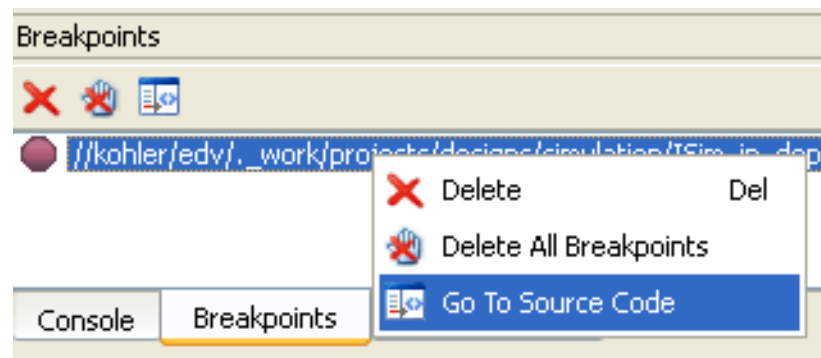 Breakpoints
//kohler/edv/._work/projects/designs/simulation/ISim_in_dep
Delete Del
Delete All Breakpoints
Go To Source Code
Console Breakpoints